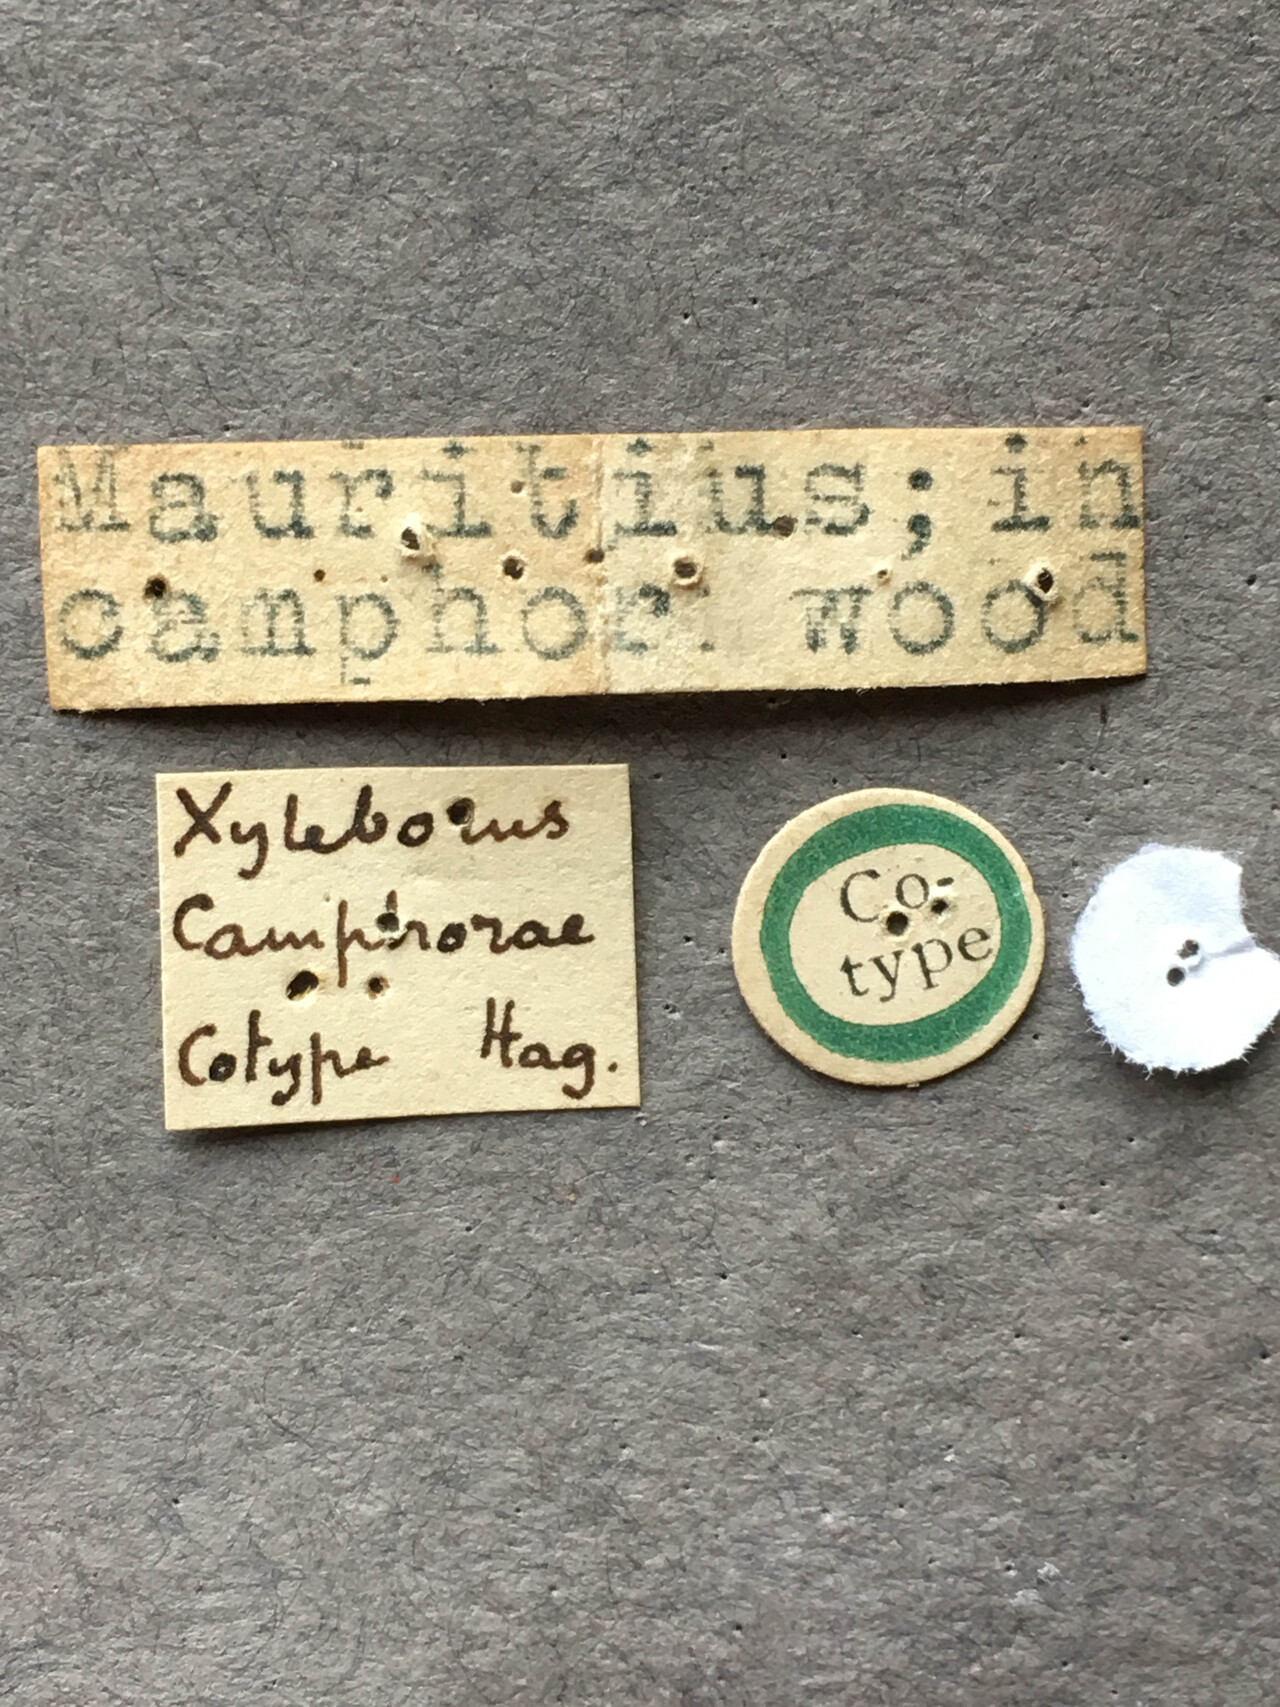 Mauritius; in
camphor wood
Xyleborus
Camphorae
Cotype Hag.
Co-
type